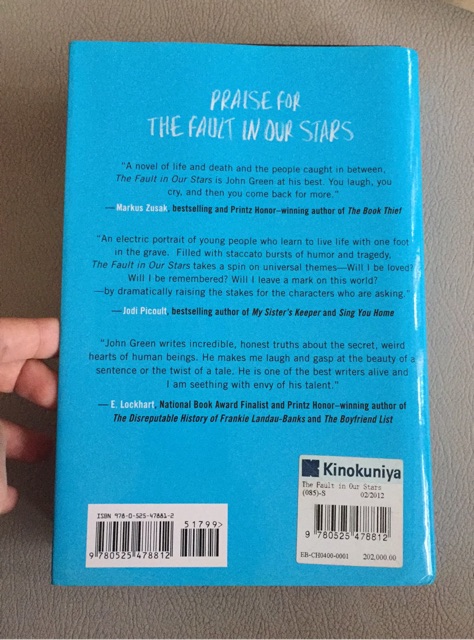 PRAISE FOR
THE FAULT IN OUR STARS
"A novel of life and death and the people caught in between,
The Fault in Our Stars is John Green at his best. You laugh, you
cry, and then you come back for more."
— Markus Zusak, bestselling and Printz Honor–winning author of The Book Thief
"An electric portrait of young people who learn to live life with one foot
in the grave. Filled with staccato bursts of humor and tragedy,
The Fault in Our Stars takes a spin on universal themes—Will I be loved?
Will I be remembered? Will I leave a mark on this world?
—by dramatically raising the stakes for the characters who are asking."
— Jodi Picoult, bestselling author of My Sister's Keeper and Sing You Home
"John Green writes incredible, honest truths about the secret, weird
hearts of human beings. He makes me laugh and gasp at the beauty of a
sentence or the twist of a tale. He is one of the best writers alive and
I am seething with envy of his talent."
— E. Lockhart, National Book Award Finalist and Printz Honor–winning author of
The Disreputable History of Frankie Landau-Banks and The Boyfriend List
Kinokuniya
The Fault in Our Stars
(085)-S 02/2012
9 780525 478812
EB-CH0400-0001 202,000.00
ISBN 978-0-525-47881-2
51799>
9 780525 478812